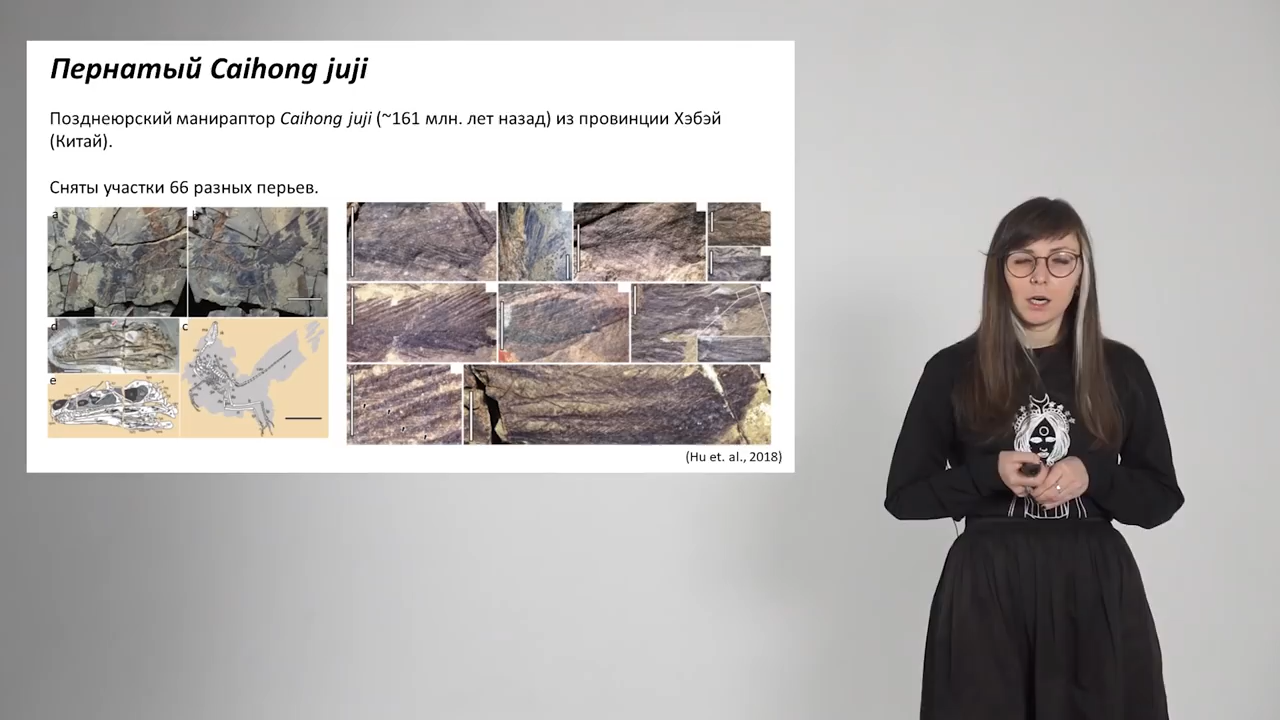 Пернатый Caihong juji
Позднеюрский манираптор Caihong juji (~161 млн. лет назад) из провинции Хэбэй
(Китай).
Сняты участки 66 разных перьев.
a
b
d
c
e
(Hu et. al., 2018)